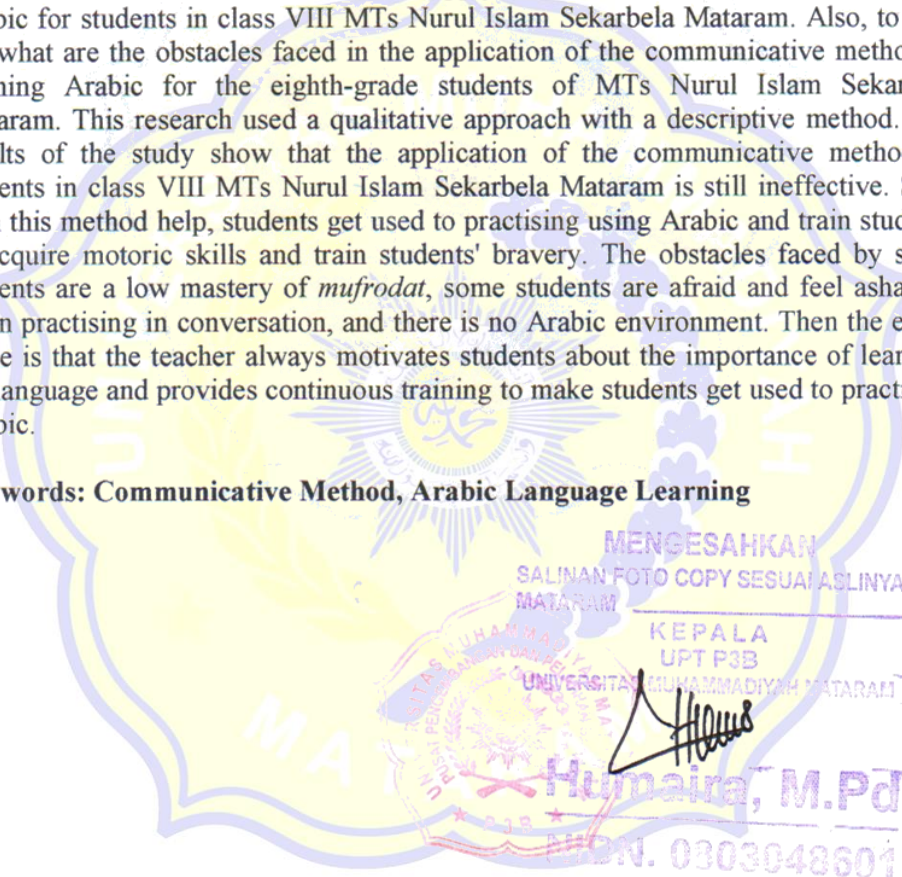 bic for students in class VIII MTs Nurul Islam Sekarbela Mataram. Also, to
what are the obstacles faced in the application of the communicative metho
ning Arabic for the eighth-grade students of MTs Nurul Islam Sekar
aram. This research used a qualitative approach with a descriptive method.
lts of the study show that the application of the communicative metho
ents in class VIII MTs Nurul Islam Sekarbela Mataram is still ineffective.
this method help, students get used to practising using Arabic and train stud
cquire motoric skills and train students' bravery. The obstacles faced by s
ents are a low mastery of mufrodat, some students are afraid and feel asha
n practising in conversation, and there is no Arabic environment. Then the e
e is that the teacher always motivates students about the importance of lear
anguage and provides continuous training to make students get used to practi
bic.
words: Communicative Method, Arabic Language Learning
MENGESAHKAN
SALINAN FOTO COPY SESUAI ASLINYA
MATARAM
KEPALA
UPT P3B
UNIVERSITAS MUHAMMADIYAH MATARAM
Humaira, M.Pd
NIDN. 0803048601
MATARAM
P3B